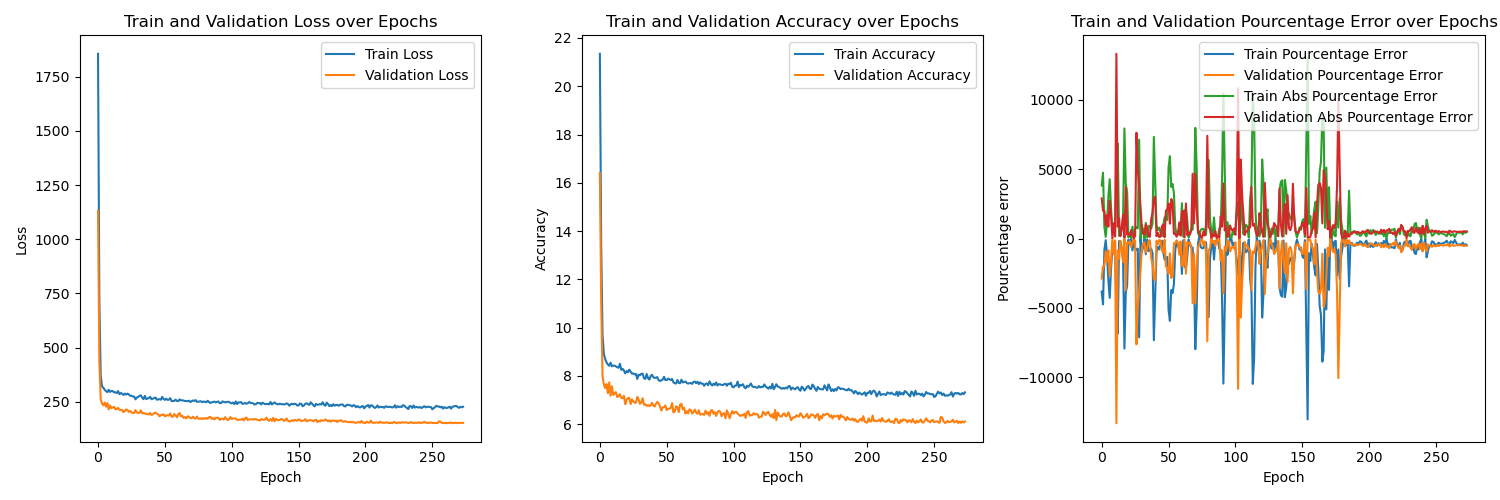 Train and Validation Loss over Epochs
Train Loss
Validation Loss
Loss
1750
1500
1250
1000
750
500
250
0
50
100
150
200
250
Epoch
Train and Validation Accuracy over Epochs
Train Accuracy
Validation Accuracy
Accuracy
22
20
18
16
14
12
10
8
6
0
50
100
150
200
250
Epoch
Train and Validation Pourcentage Error over Epochs
Train Pourcentage Error
Validation Pourcentage Error
Train Abs Pourcentage Error
Validation Abs Pourcentage Error
Pourcentage error
10000
5000
0
−5000
−10000
0
50
100
150
200
250
Epoch